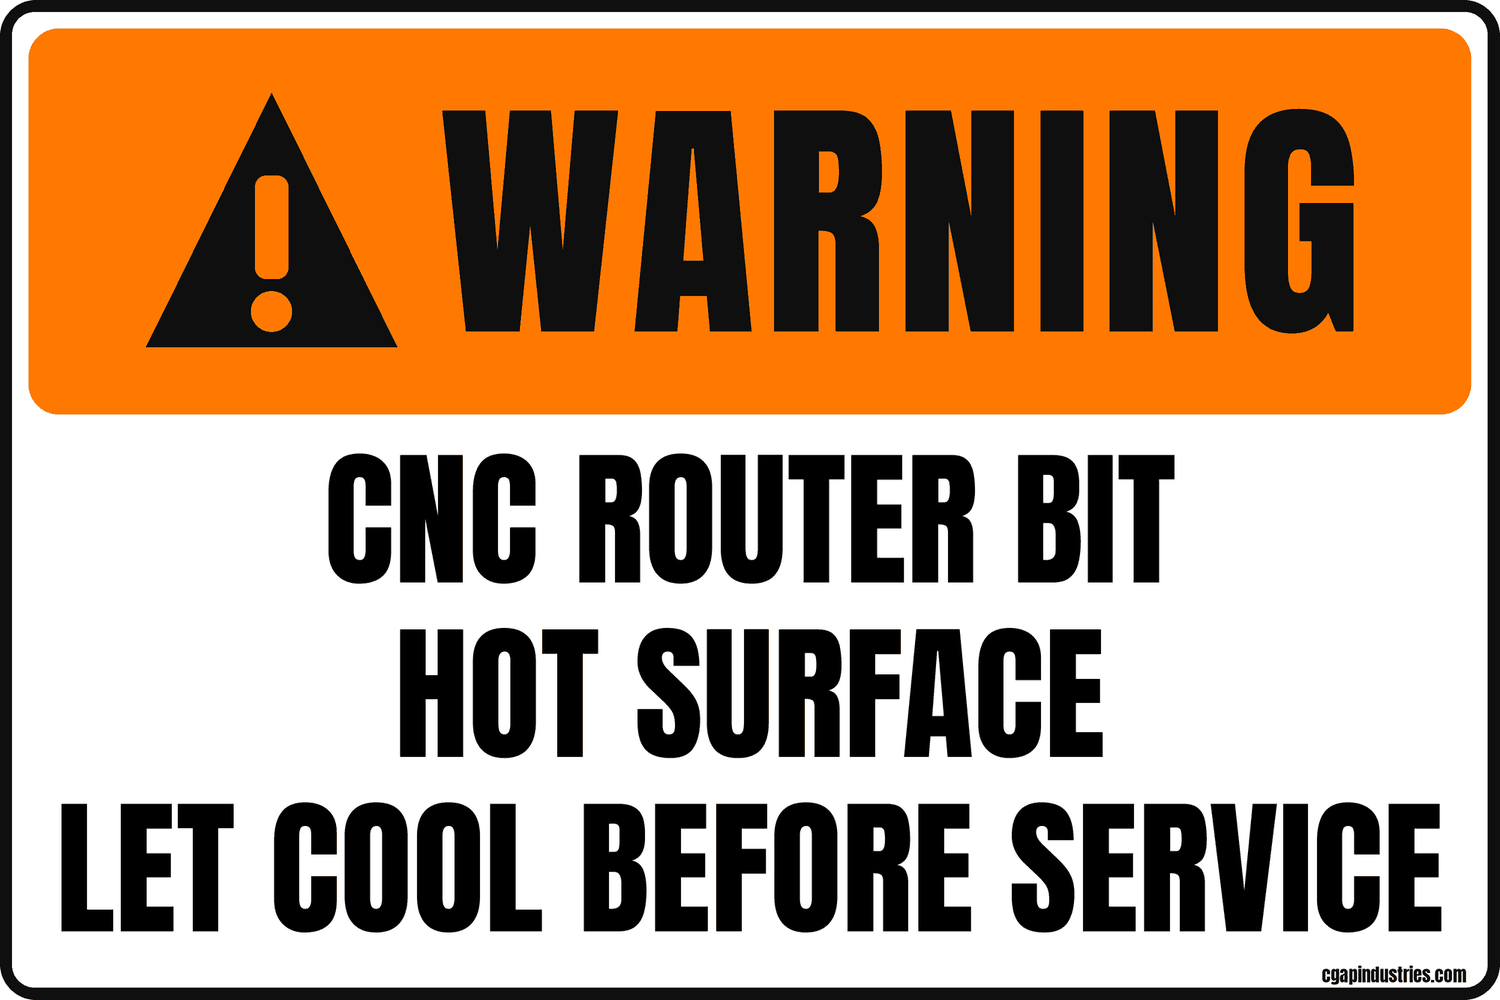 WARNING
CNC ROUTER BIT
HOT SURFACE
LET COOL BEFORE SERVICE
cgapindustries.com